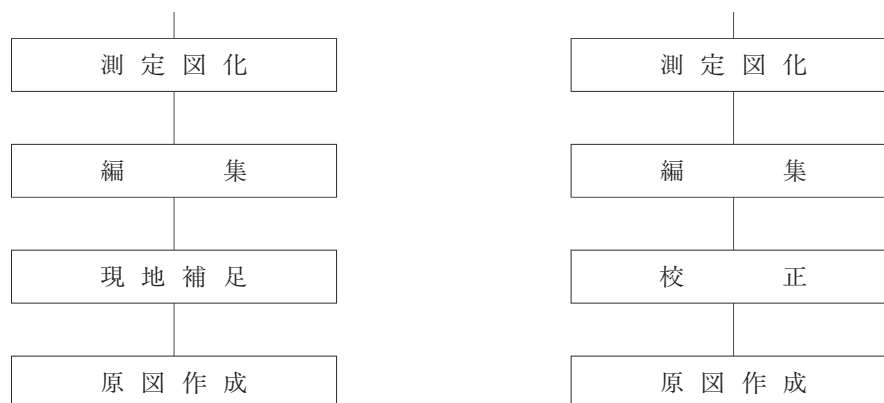 測定図化
編集
現地補足
原図作成
測定図化
編集
校正
原図作成